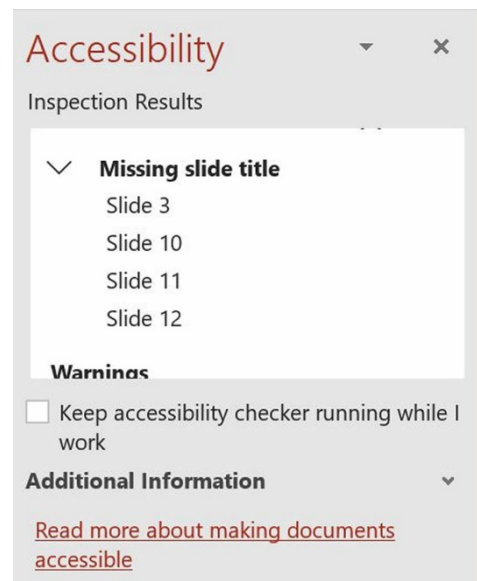 Accessibility
Inspection Results
Missing slide title
Slide 3
Slide 10
Slide 11
Slide 12
Warnings
Keep accessibility checker running while I
work
Additional Information
Read more about making documents
accessible